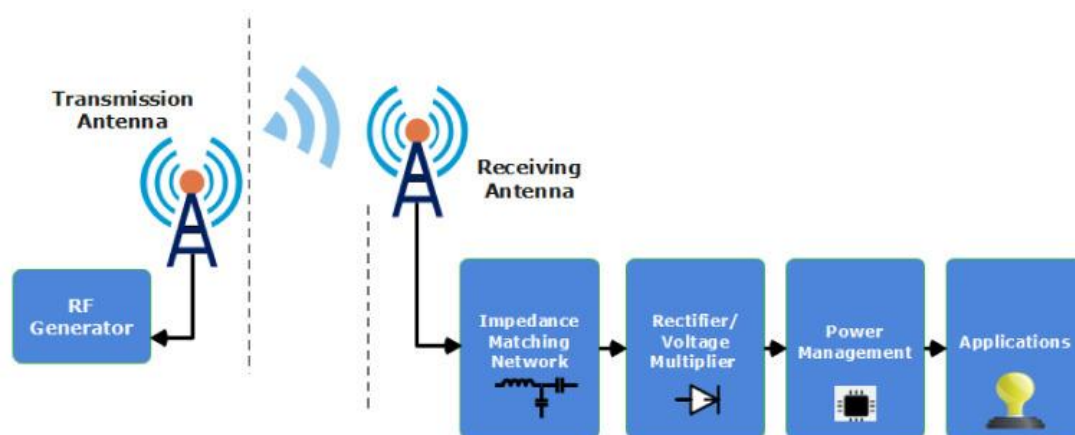 Transmission
Antenna
Receiving
Antenna
RF
Generator
Impedance
Matching
Network
Rectifier/
Voltage
Multiplier
Power
Management
Applications